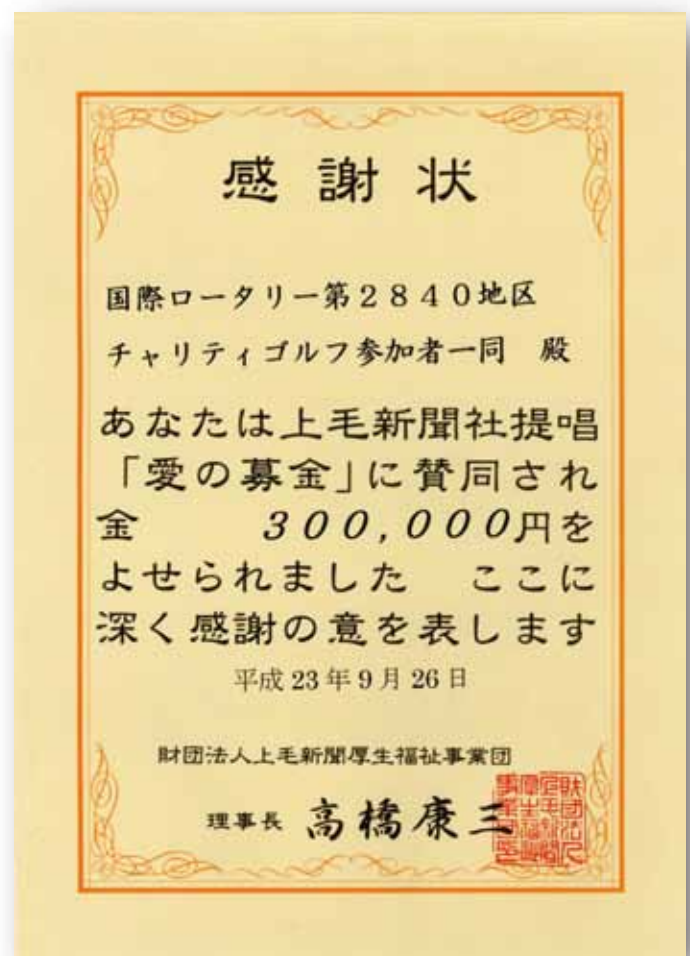 感謝状
国際ロータリー第2840地区
チャリティゴルフ参加者一同　殿
あなたは上毛新聞社提唱
「愛の募金」に賛同され
金　300,000円を
よせられました　ここに
深く感謝の意を表します
平成23年9月26日
財団法人上毛新聞厚生福祉事業団
理事長 高橋康三